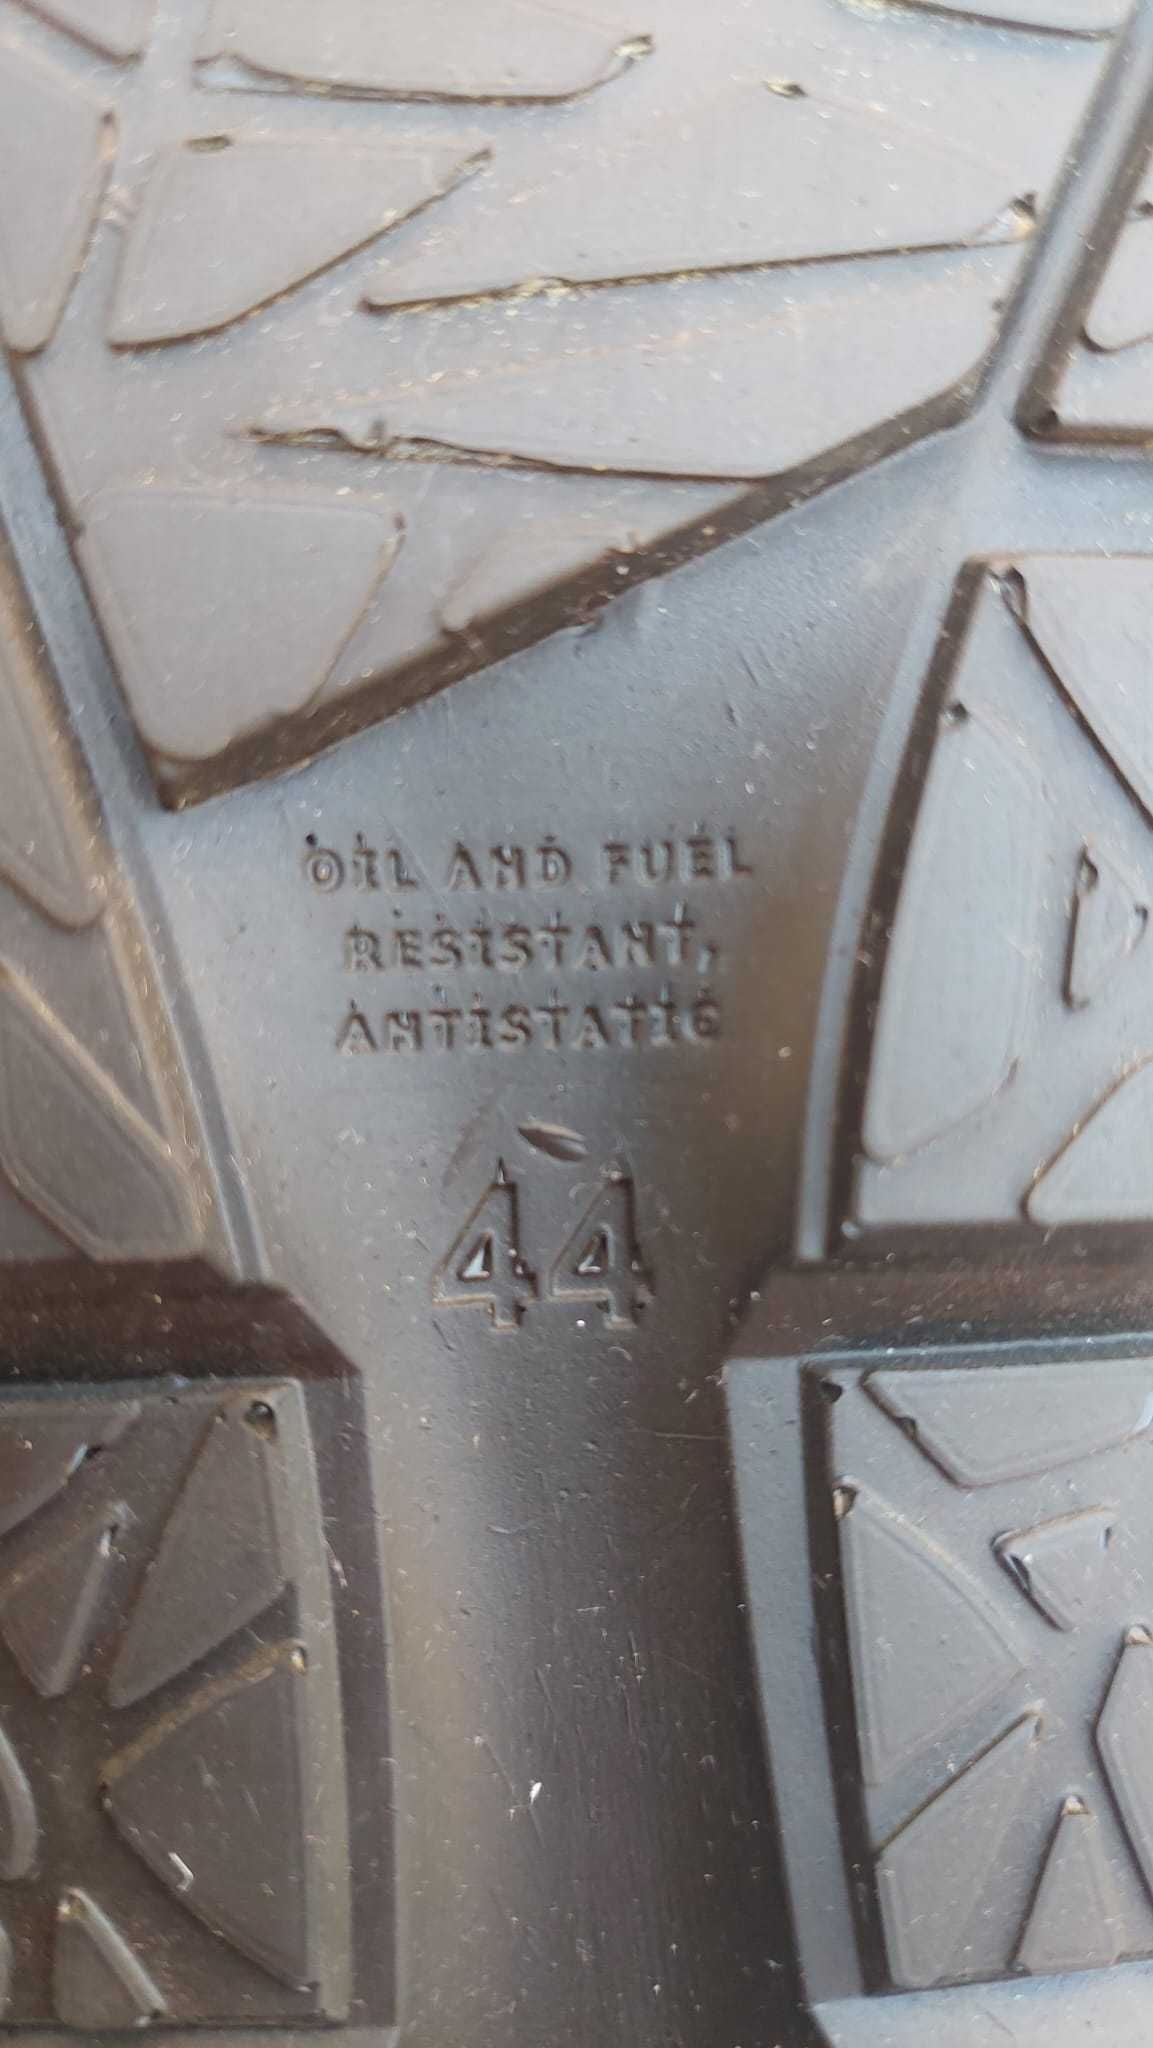 OIL AND FUEL
RESISTANT,
ANTISTATIC
44